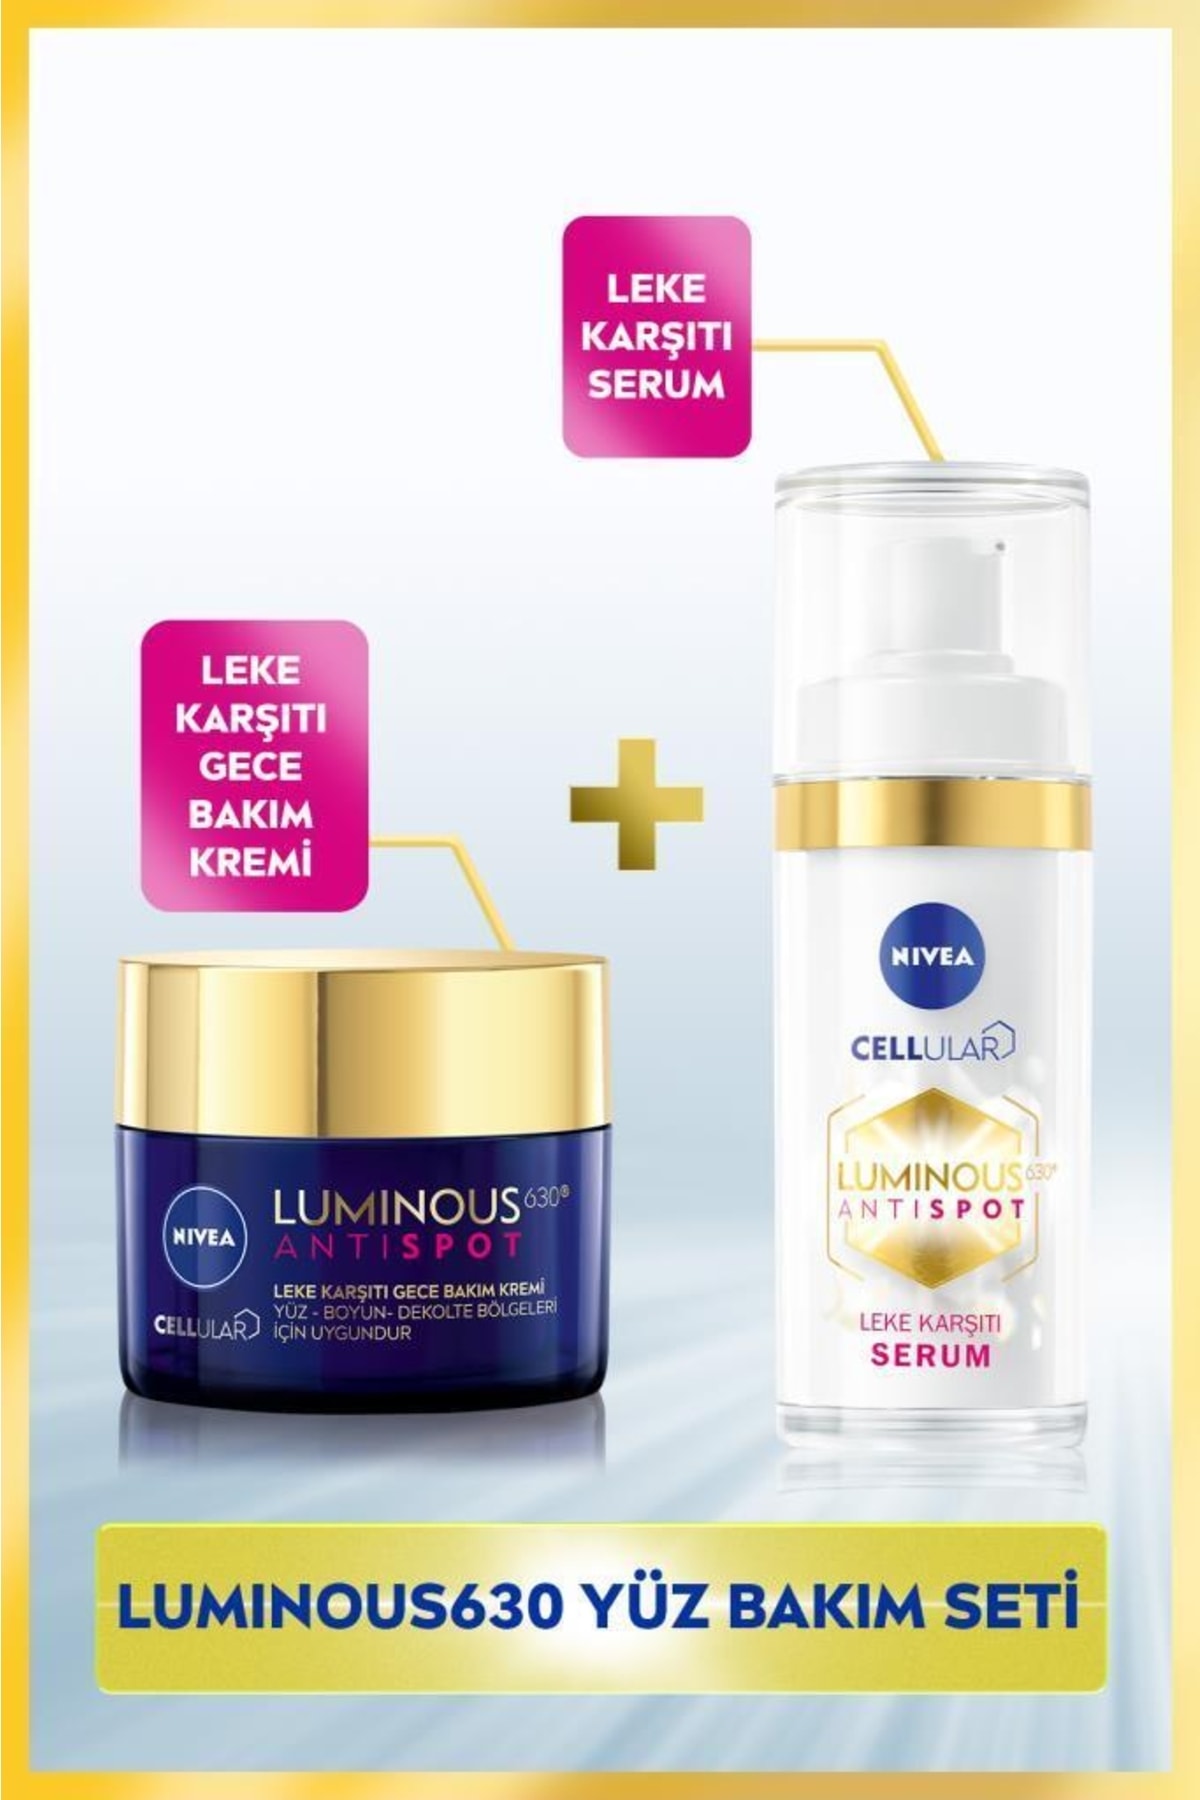 LEKE
KARŞITI
SERUM
LEKE
KARŞITI
GECE
BAKIM
KREMİ
NIVEA
CELLULAR
LUMINOUS630®
ANTISPOT
LEKE KARŞITI
SERUM
NIVEA
CELLULAR
LUMINOUS630®
ANTISPOT
LEKE KARŞITI GECE BAKIM KREMİ
YÜZ - BOYUN- DEKOLTE BÖLGELERİ
İÇİN UYGUNDUR
LUMINOUS630 YÜZ BAKIM SETİ